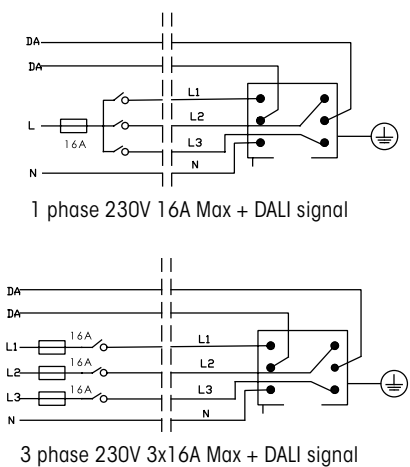 DA
DA
L1
L2
L 16A
L3
N
N
1 phase 230V 16A Max + DALI signal
DA
DA
16A
L1 L1
16A
L2 L2
16A
L3 L3
N
N
3 phase 230V 3x16A Max + DALI signal